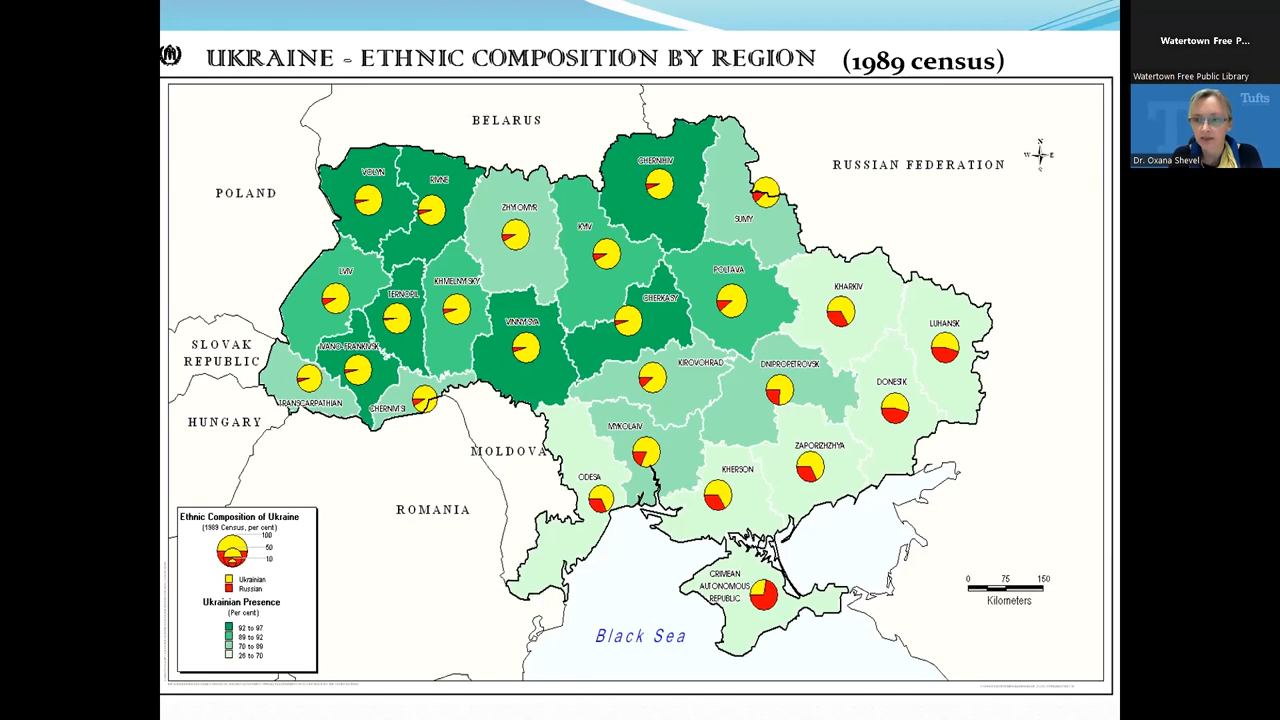 UKRAINE - ETHNIC COMPOSITION BY REGION (1989 census)
Watertown Free P...
Watertown Free Public Library
Tufts
Dr. Oxana Shevel
BELARUS
RUSSIAN FEDERATION
N
W E
S
POLAND
CHERNIHIV
VOLYN
RIVNE
ZHYTOMYR
SUMY
KYIV
LVIV
TERNOPIL
KHMELNYTSKY
POLTAVA
KHARKIV
CHERKASY
VINNYTSYA
LUHANSK
SLOVAK
REPUBLIC
IVANO-FRANKIVSK
KIROVOHRAD
DNIPROPETROVSK
DONETSK
TRANSCARPATHIAN
CHERNIVTSI
HUNGARY
MOLDOVA
MYKOLAIV
ZAPORIZHZHYA
KHERSON
ODESA
ROMANIA
CRIMEAN
AUTONOMOUS
REPUBLIC
Black Sea
0 75 150
Kilometers
Ethnic Composition of Ukraine
(1989 Census, per cent)
100
50
10
Ukrainian
Russian
Ukrainian Presence
(Per cent)
92 to 97
89 to 92
70 to 89
26 to 70